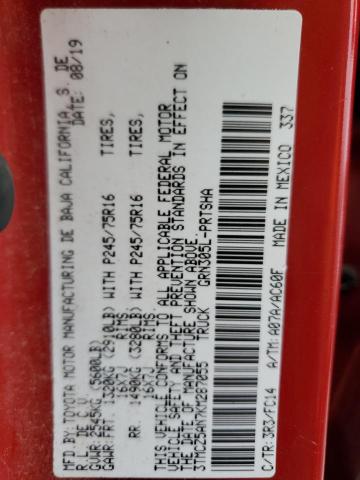 MFD.BY:TOYOTA MOTOR MANUFACTURING DE BAJA CALIFORNIA S. DE
R.L. DE C.V. DATE: 08/19
GVWR: 2545KG (5600LB)
GAWR: FRT. 1320KG (2910LB) WITH P245/75R16 TIRES,
16x7J RIMS,
RR. 1490KG (3280LB) WITH P245/75R16 TIRES,
16x7J RIMS.
THIS VEHICLE CONFORMS TO ALL APPLICABLE FEDERAL MOTOR
VEHICLE SAFETY AND THEFT PREVENTION STANDARDS IN EFFECT ON
THE DATE OF MANUFACTURE SHOWN ABOVE.
3TMCZ5AN7KM287055 TRUCK GRN305L-PRTSHA
C/TR: 3R3/FC14 A/TM: A07A/AC60F MADE IN MEXICO 337